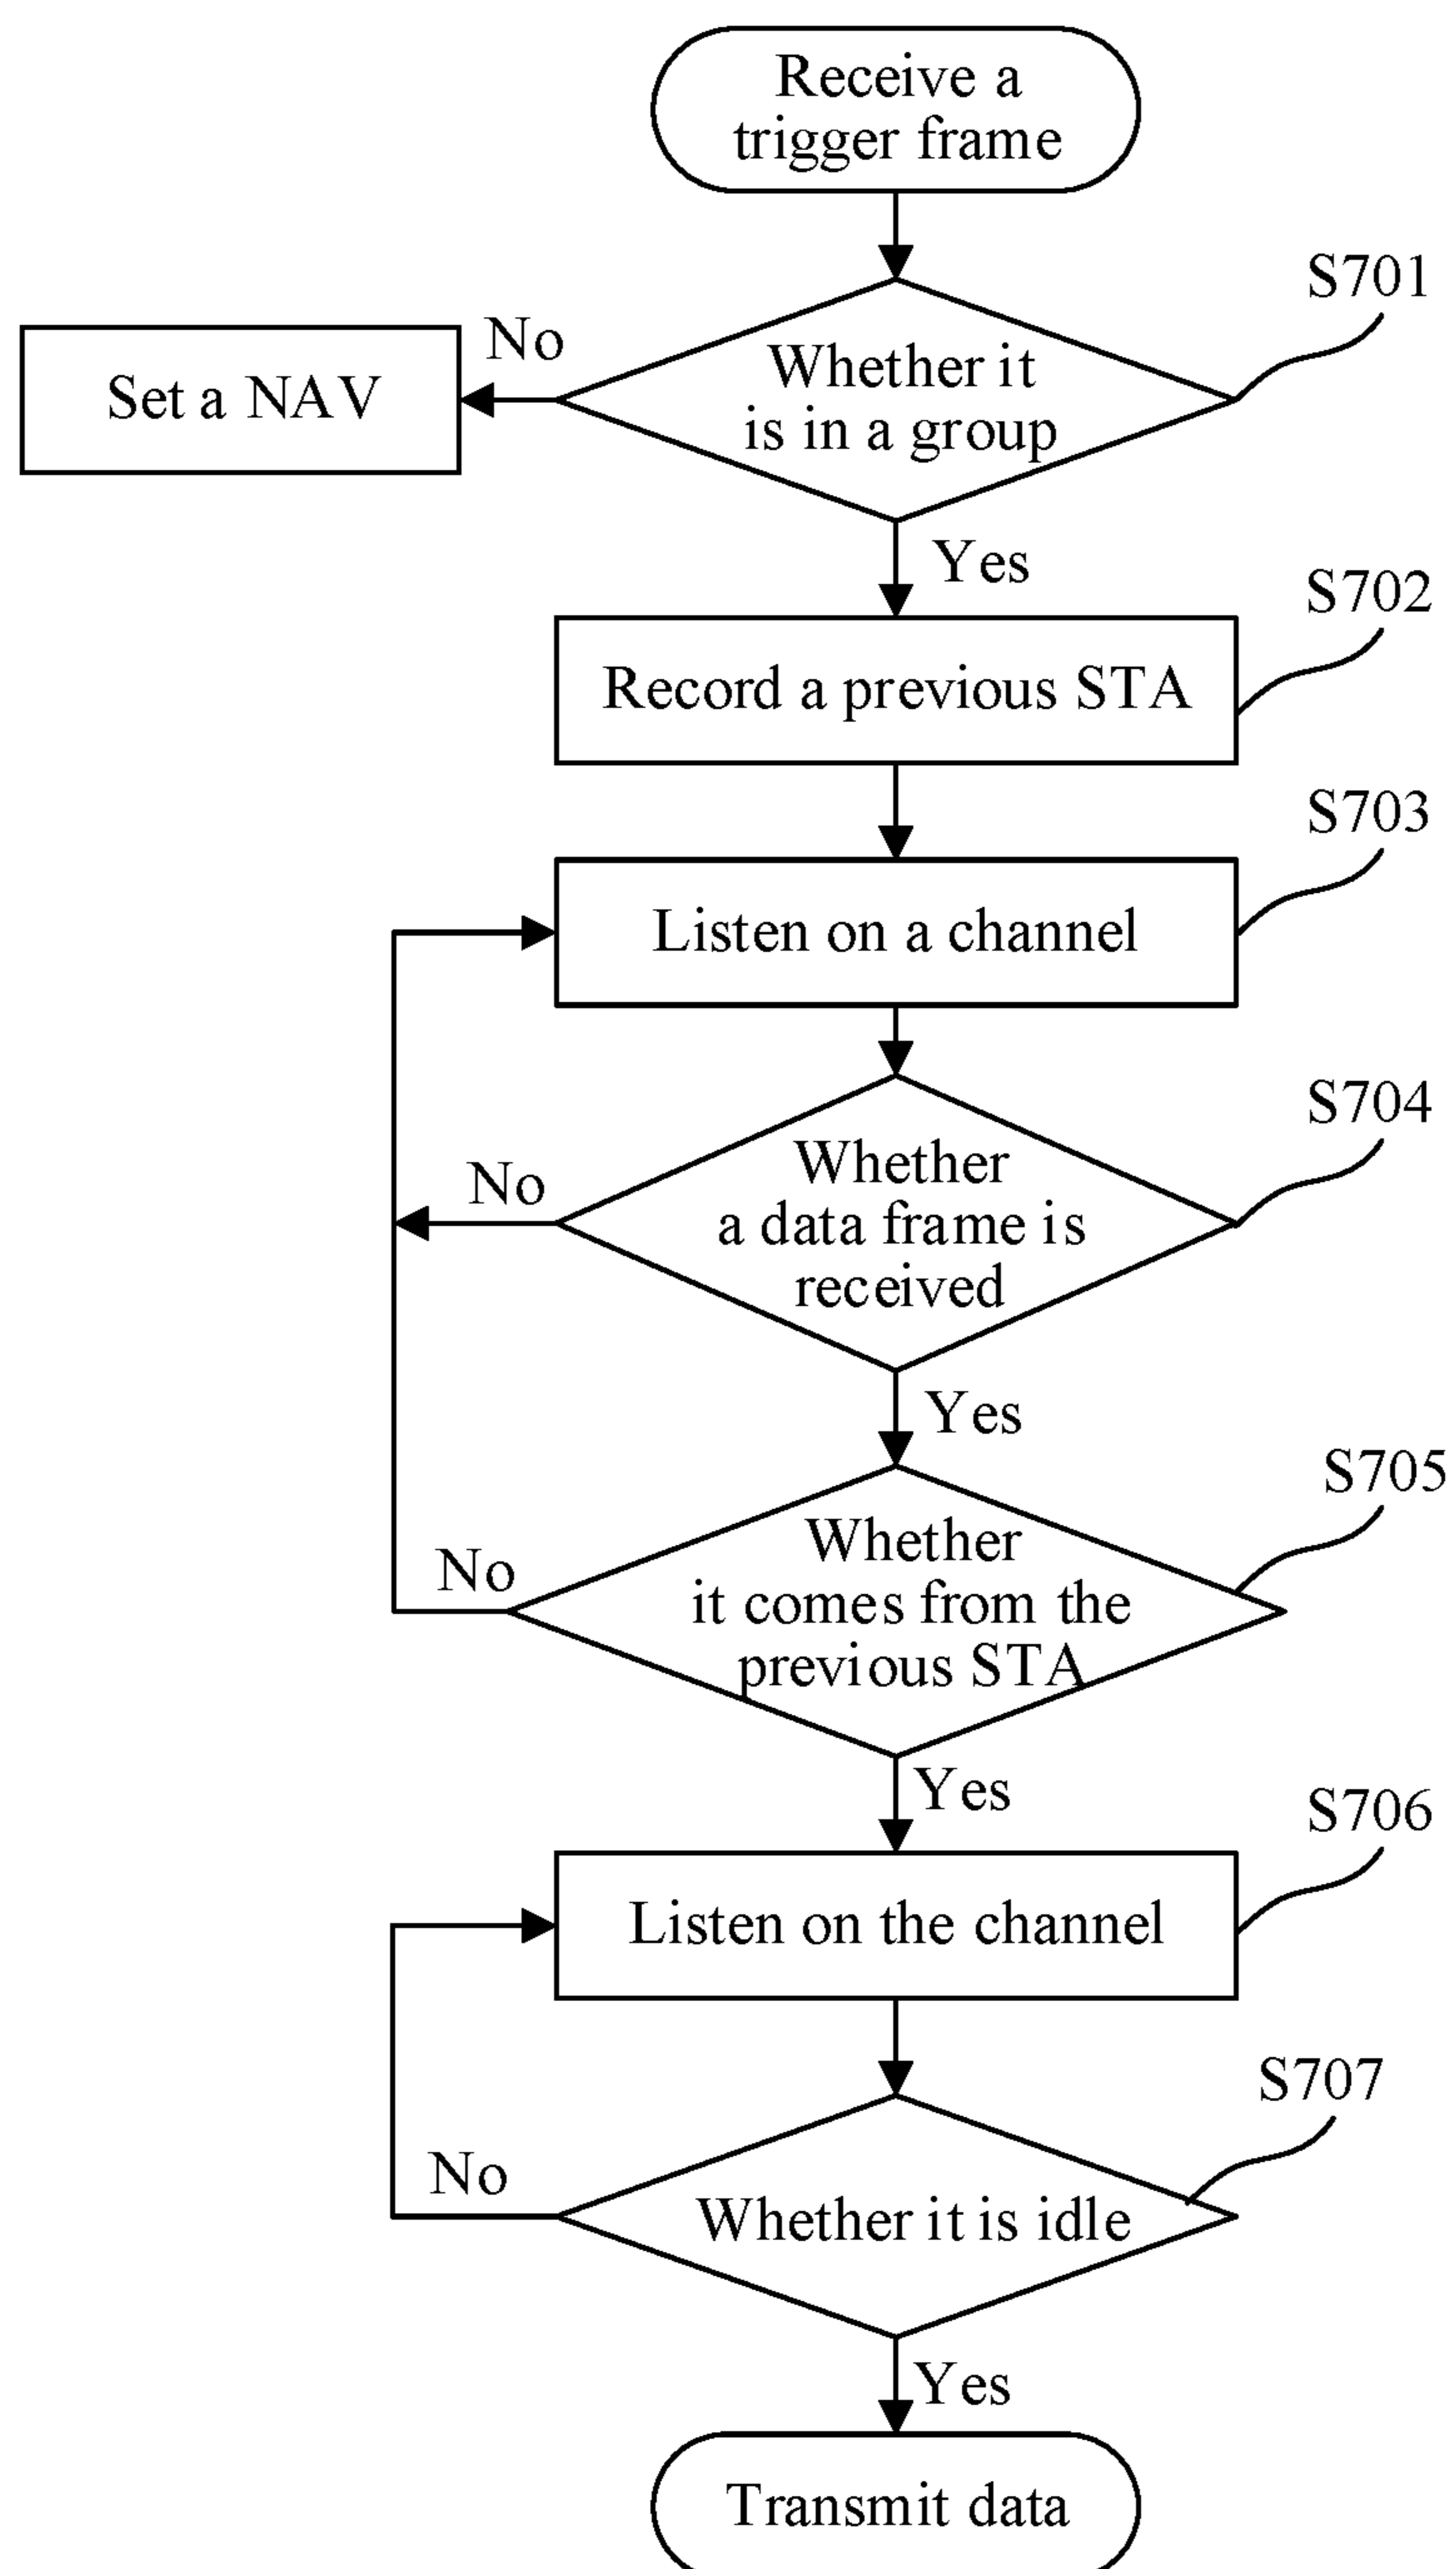 Receive a
trigger frame
S701
No
Set a NAV
Whether it
is in a group
Yes
S702
Record a previous STA
S703
Listen on a channel
S704
No
Whether
a data frame is
received
Yes
S705
No
Whether
it comes from the
previous STA
Yes
S706
Listen on the channel
S707
No
Whether it is idle
Yes
Transmit data